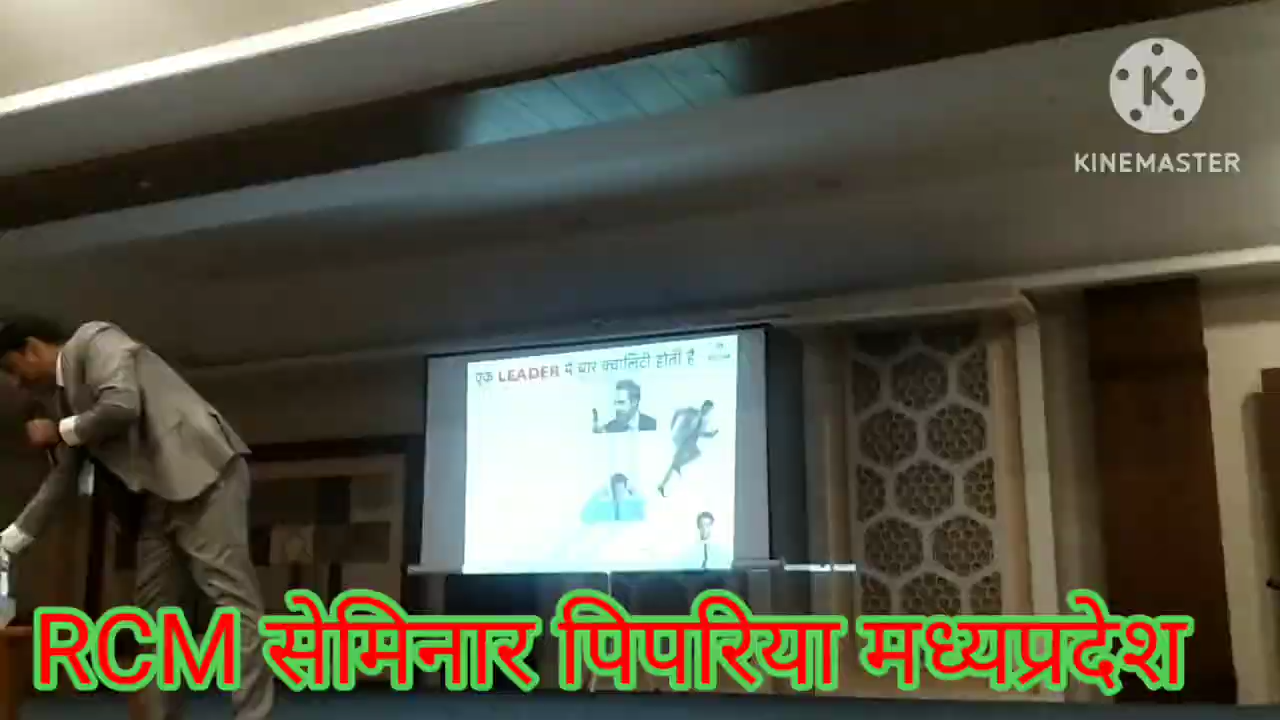 KINEMASTER
एक LEADER में चार क्वालिटी होती है
RCM सेमिनार पिपरिया मध्यप्रदेश